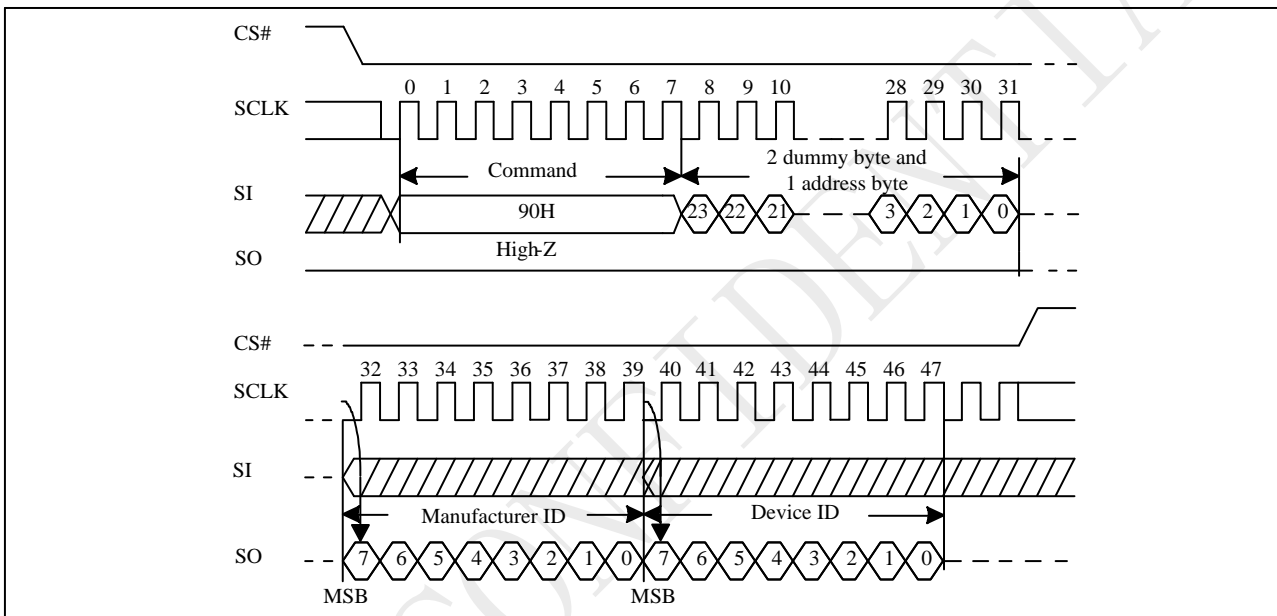 CS#
0 1 2 3 4 5 6 7 8 9 10 28 29 30 31
SCLK
Command
2 dummy byte and
1 address byte
SI
90H
23 22 21 3 2 1 0
High-Z
SO
CS#
32 33 34 35 36 37 38 39 40 41 42 43 44 45 46 47
SCLK
SI
Manufacturer ID
Device ID
SO
7 6 5 4 3 2 1 0 7 6 5 4 3 2 1 0
MSB MSB
CONFIDENTIA